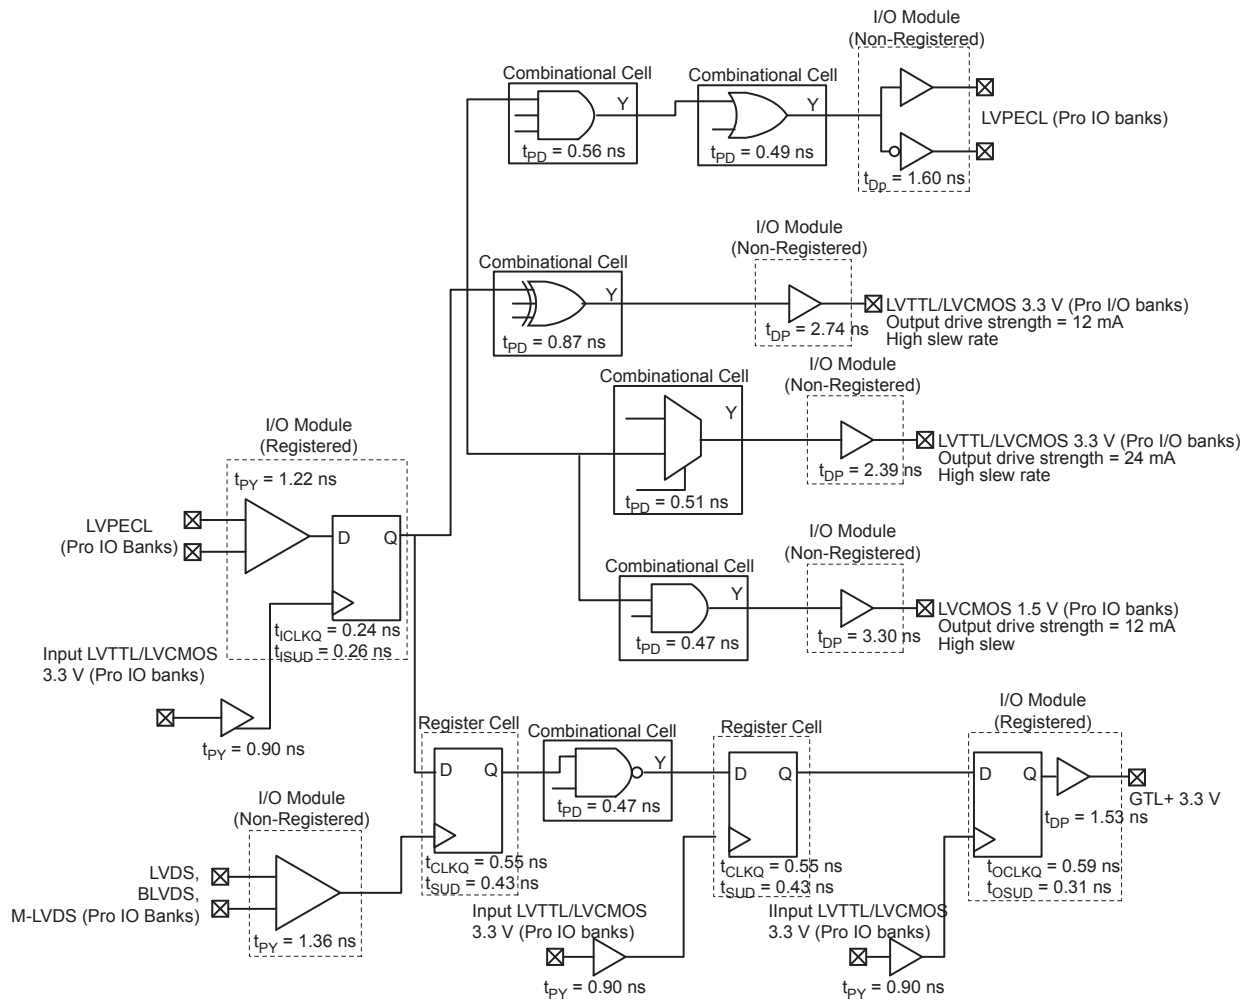 I/O Module
(Non-Registered)
Combinational Cell
Y
tPD = 0.56 ns
Combinational Cell
Y
tPD = 0.49 ns
LVPECL (Pro IO banks)
tDp = 1.60 ns
I/O Module
(Non-Registered)
Combinational Cell
Y
tPD = 0.87 ns
tDP = 2.74 ns
LVTTL/LVCMOS 3.3 V (Pro I/O banks)
Output drive strength = 12 mA
High slew rate
I/O Module
(Non-Registered)
Combinational Cell
Y
tPD = 0.51 ns
tDP = 2.39 ns
LVTTL/LVCMOS 3.3 V (Pro I/O banks)
Output drive strength = 24 mA
High slew rate
I/O Module
(Registered)
tPY = 1.22 ns
LVPECL
(Pro IO Banks)
D
Q
tICLKQ = 0.24 ns
tISUD = 0.26 ns
Input LVTTL/LVCMOS
3.3 V (Pro IO banks)
tPY = 0.90 ns
I/O Module
(Non-Registered)
Combinational Cell
Y
tPD = 0.47 ns
tDP = 3.30 ns
LVCMOS 1.5 V (Pro IO banks)
Output drive strength = 12 mA
High slew
I/O Module
(Non-Registered)
LVDS,
BLVDS,
M-LVDS (Pro IO Banks)
tPY = 1.36 ns
Register Cell
D
Q
tCLKQ = 0.55 ns
tSUD = 0.43 ns
Combinational Cell
Y
tPD = 0.47 ns
Register Cell
D
Q
tCLKQ = 0.55 ns
tSUD = 0.43 ns
Input LVTTL/LVCMOS
3.3 V (Pro IO banks)
tPY = 0.90 ns
I/O Module
(Registered)
D
Q
tDP = 1.53 ns
GTL+ 3.3 V
tOCLKQ = 0.59 ns
tOSUD = 0.31 ns
IInput LVTTL/LVCMOS
3.3 V (Pro IO banks)
tPY = 0.90 ns